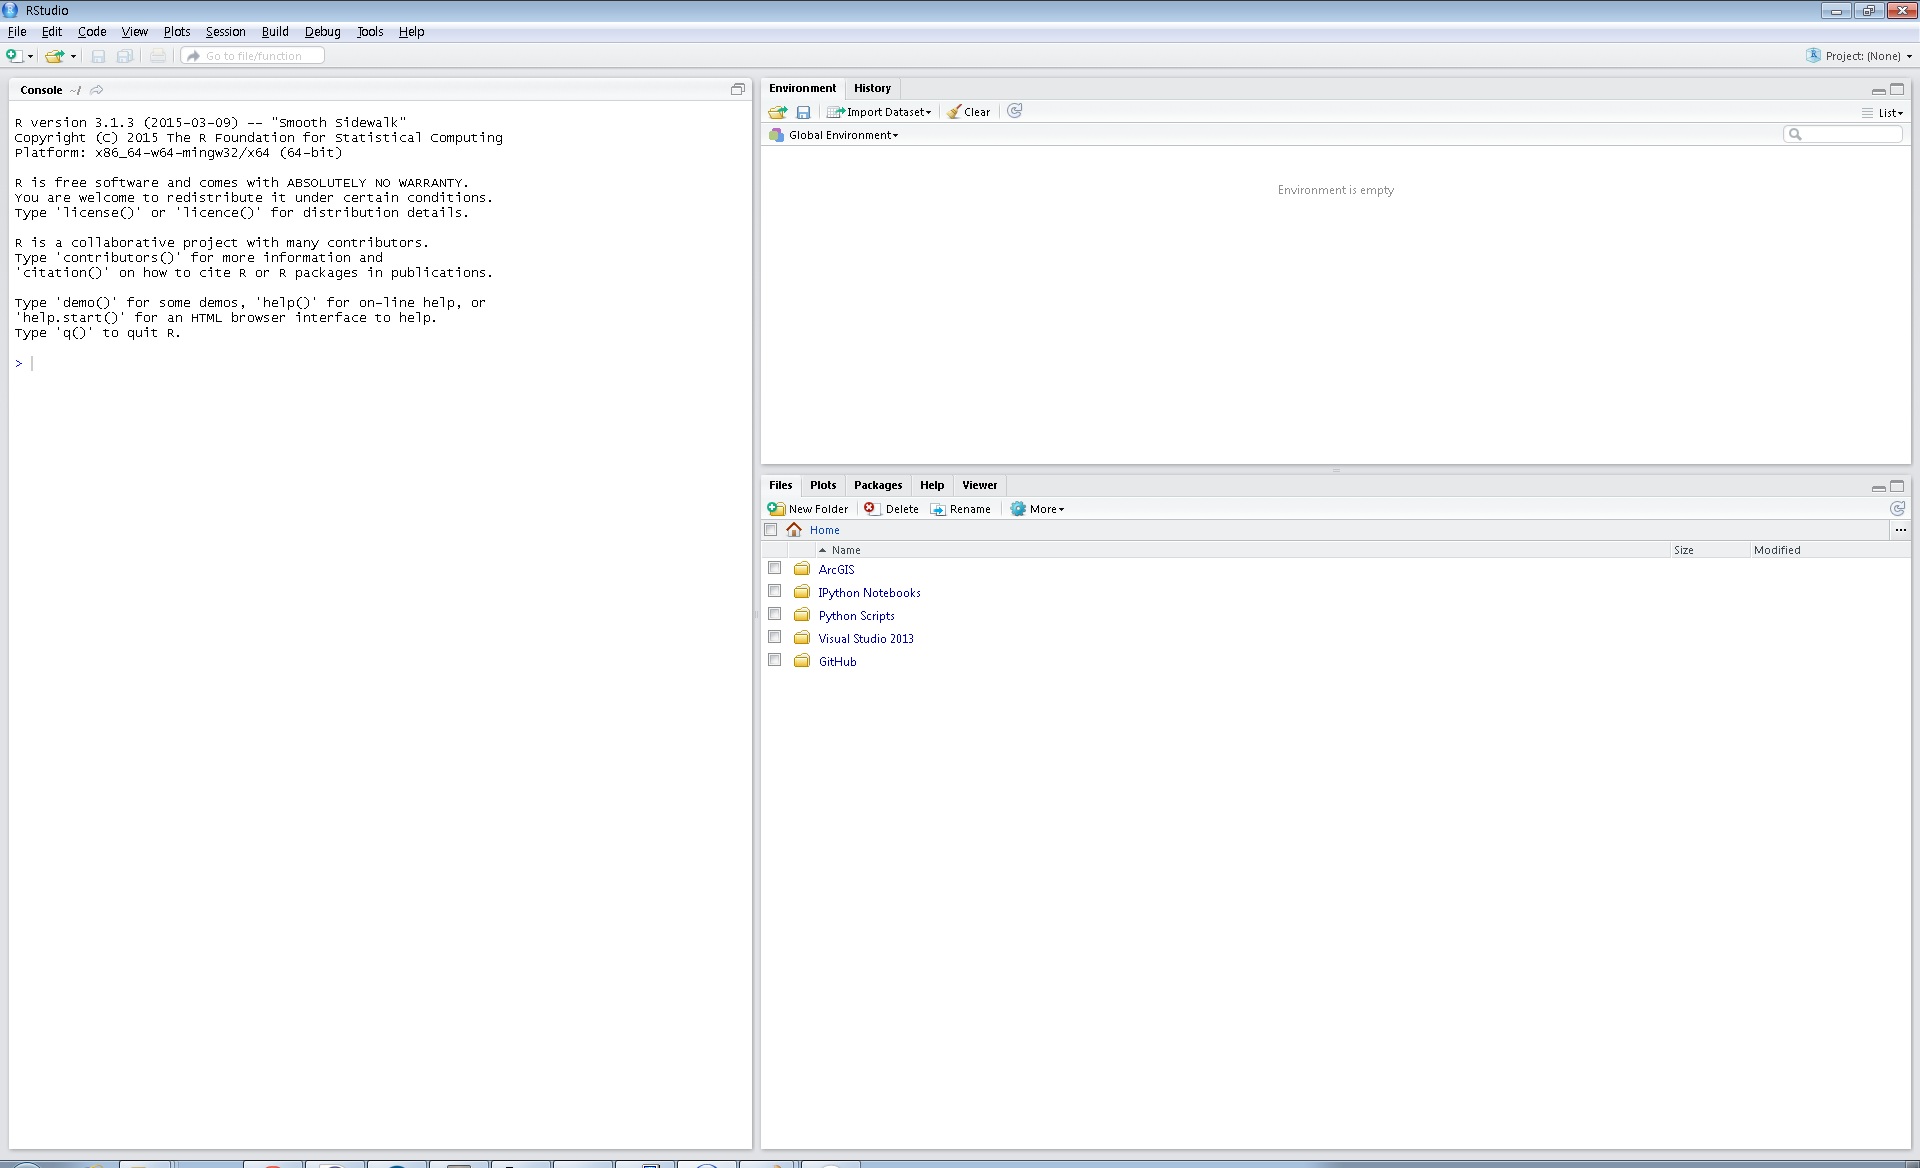 RStudio
File Edit Code View Plots Session Build Debug Tools Help
Go to file/function
Project: (None)
Console ~/
R version 3.1.3 (2015-03-09) -- "Smooth Sidewalk"
Copyright (C) 2015 The R Foundation for Statistical Computing
Platform: x86_64-w64-mingw32/x64 (64-bit)
R is free software and comes with ABSOLUTELY NO WARRANTY.
You are welcome to redistribute it under certain conditions.
Type 'license()' or 'licence()' for distribution details.
R is a collaborative project with many contributors.
Type 'contributors()' for more information and
'citation()' on how to cite R or R packages in publications.
Type 'demo()' for some demos, 'help()' for on-line help, or
'help.start()' for an HTML browser interface to help.
Type 'q()' to quit R.
>
Environment History
Import Dataset Clear
List
Global Environment
Environment is empty
Files Plots Packages Help Viewer
New Folder Delete Rename More
Home ...
Name Size Modified
ArcGIS
IPython Notebooks
Python Scripts
Visual Studio 2013
GitHub